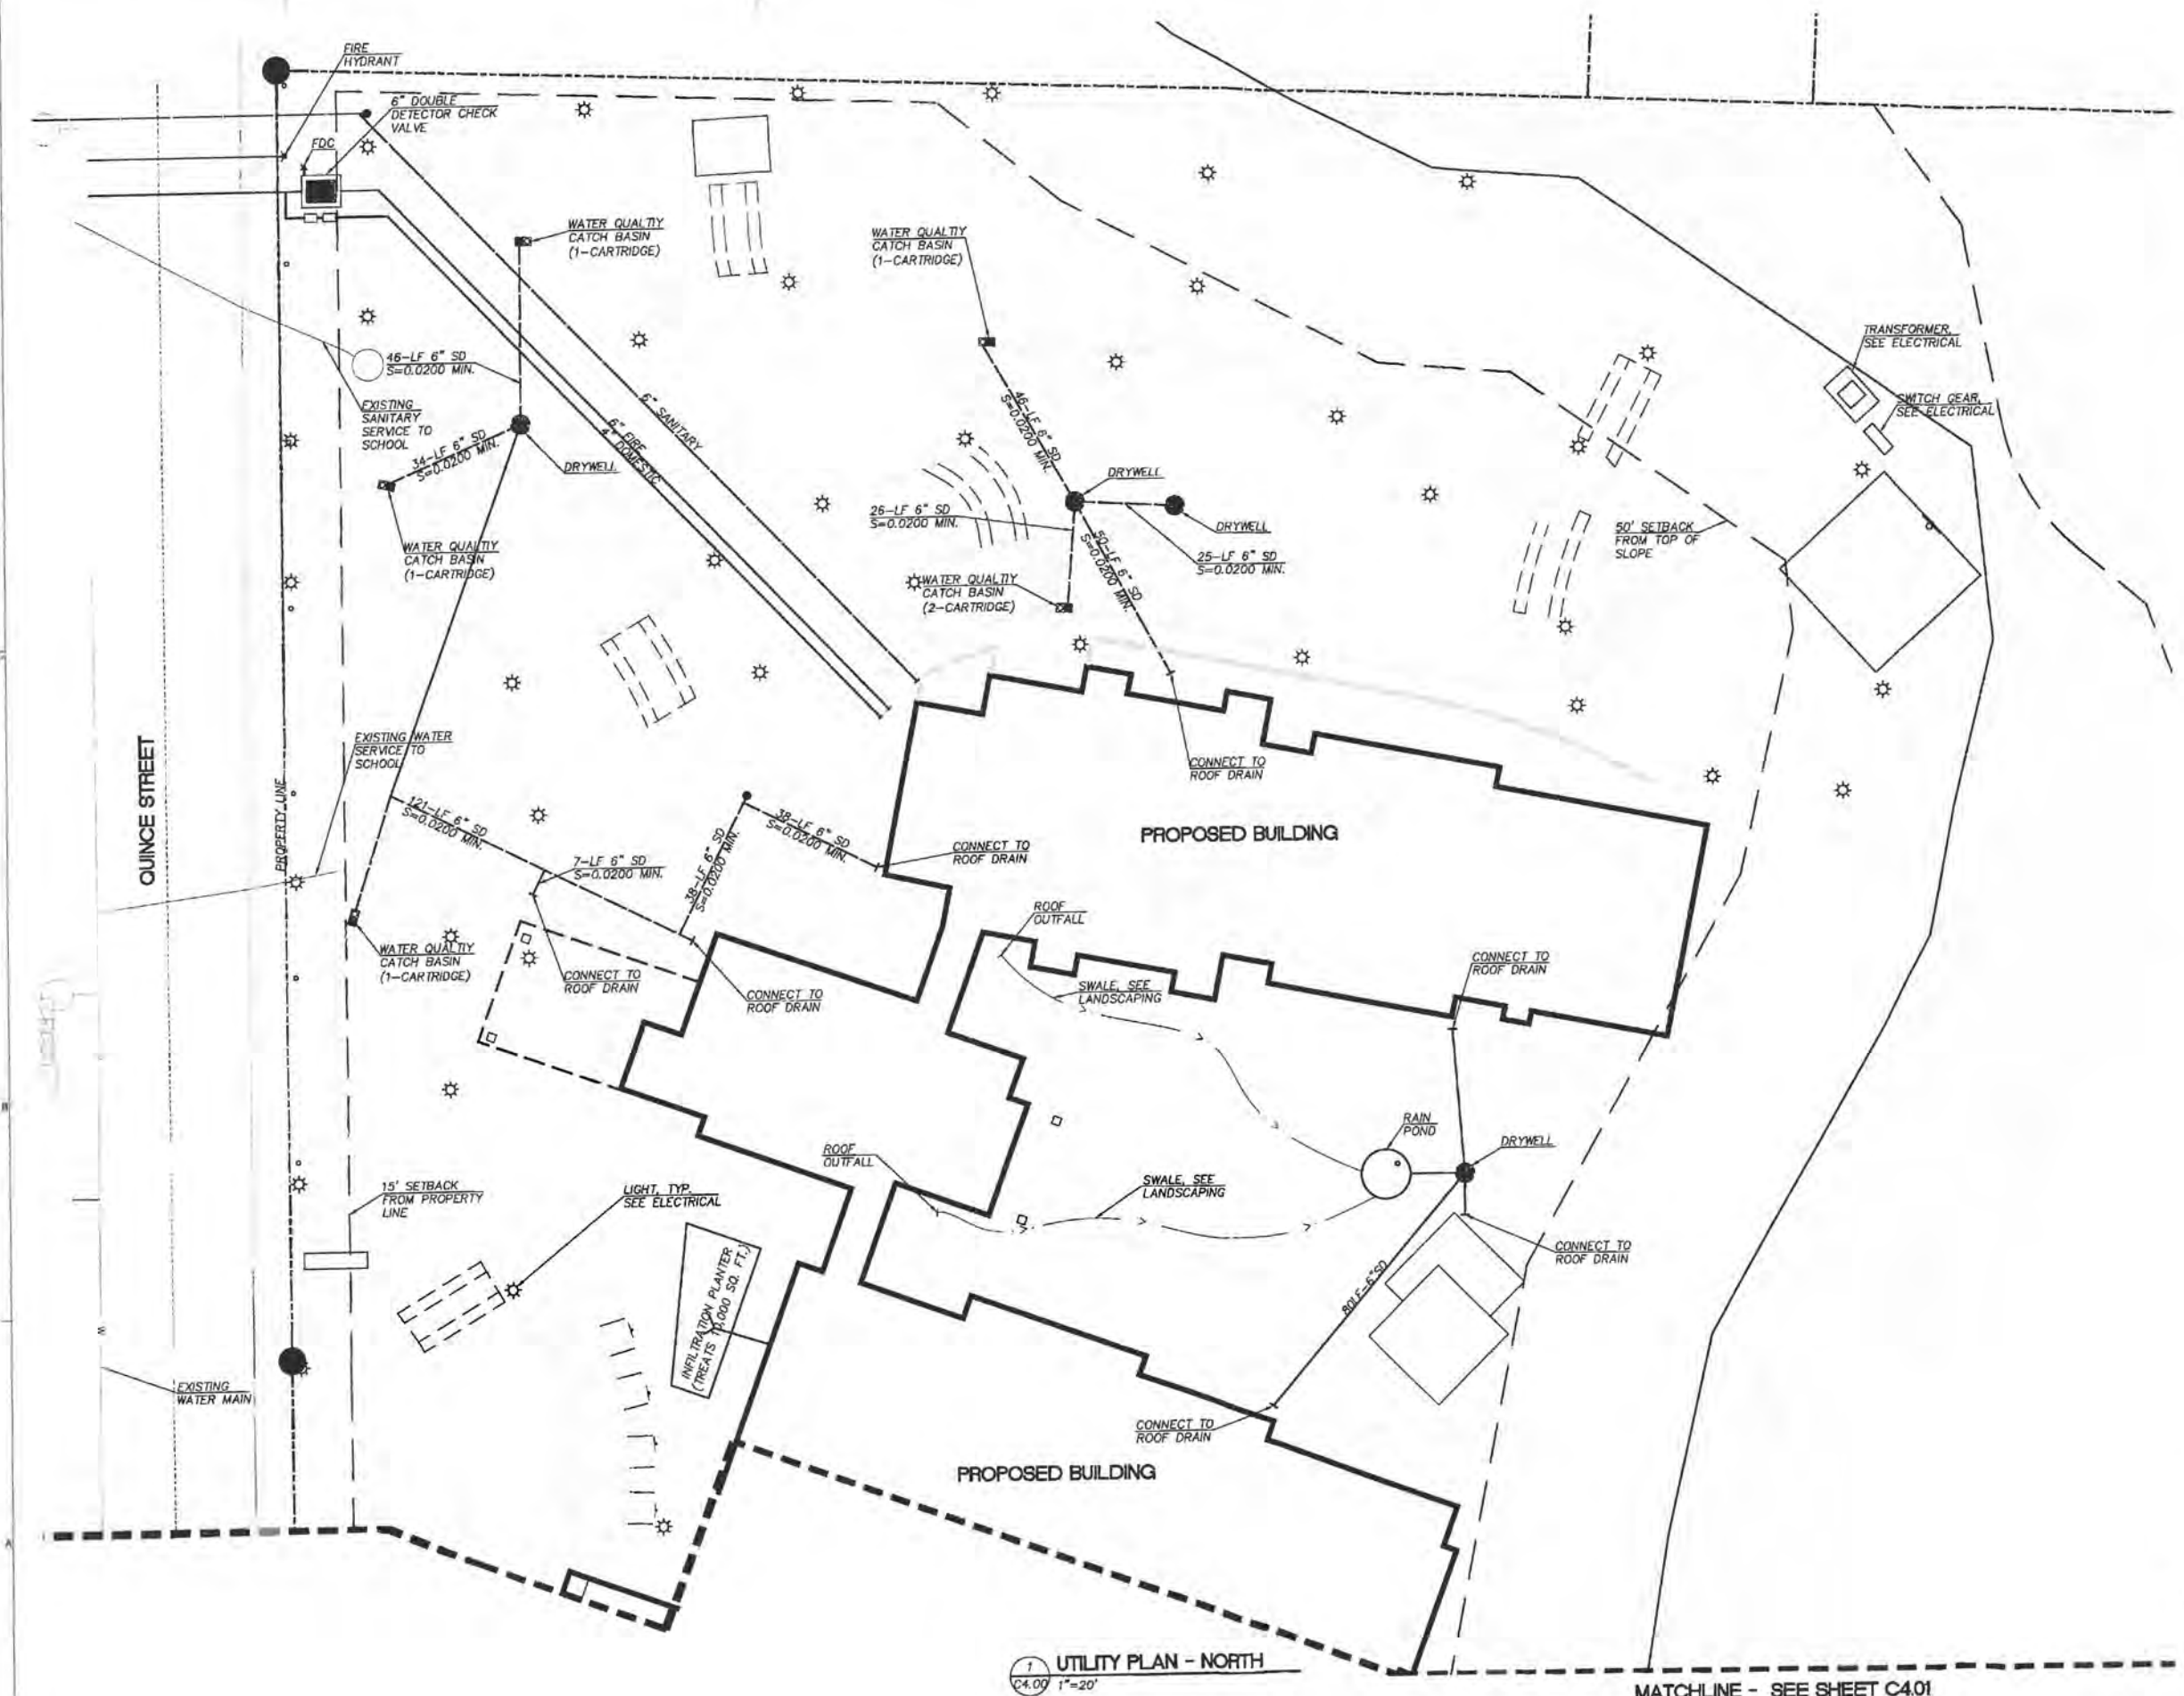 FIRE
HYDRANT
6" DOUBLE
DETECTOR CHECK
VALVE
FDC
WATER QUALTIY
CATCH BASIN
(1-CARTRIDGE)
WATER QUALTIY
CATCH BASIN
(1-CARTRIDGE)
TRANSFORMER,
SEE ELECTRICAL
SWITCH GEAR,
SEE ELECTRICAL
46-LF 6" SD
S=0.0200 MIN.
EXISTING
SANITARY
SERVICE TO
SCHOOL
34-LF 6" SD
S=0.0200 MIN.
DRYWELL
6" SANITARY
6" FIRE
4" DOMESTIC
46-LF 6" SD
S=0.0200 MIN.
DRYWELL
DRYWELL
26-LF 6" SD
S=0.0200 MIN.
25-LF 6" SD
S=0.0200 MIN.
50-LF 6" SD
S=0.0200 MIN.
50' SETBACK
FROM TOP OF
SLOPE
WATER QUALTIY
CATCH BASIN
(1-CARTRIDGE)
WATER QUALTIY
CATCH BASIN
(2-CARTRIDGE)
QUINCE STREET
PROPERTY LINE
EXISTING WATER
SERVICE TO
SCHOOL
CONNECT TO
ROOF DRAIN
PROPOSED BUILDING
121-LF 6" SD
S=0.0200 MIN.
7-LF 6" SD
S=0.0200 MIN.
38-LF 6" SD
S=0.0200 MIN.
38-LF 6" SD
S=0.0200 MIN.
CONNECT TO
ROOF DRAIN
WATER QUALTIY
CATCH BASIN
(1-CARTRIDGE)
CONNECT TO
ROOF DRAIN
CONNECT TO
ROOF DRAIN
ROOF
OUTFALL
SWALE, SEE
LANDSCAPING
CONNECT TO
ROOF DRAIN
RAIN
POND
DRYWELL
ROOF
OUTFALL
SWALE, SEE
LANDSCAPING
15' SETBACK
FROM PROPERTY
LINE
LIGHT, TYP.
SEE ELECTRICAL
INFILTRATION PLANTER
(TREATS 10,000 SQ. FT.)
CONNECT TO
ROOF DRAIN
80LF-6"SD
EXISTING
WATER MAIN
W
CONNECT TO
ROOF DRAIN
PROPOSED BUILDING
1
C4.00
UTILITY PLAN - NORTH
1"=20'
MATCHLINE - SEE SHEET C4.01
B
A